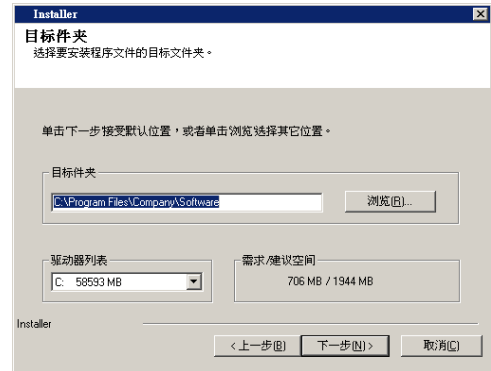 Installer
目标件夹
选择要安装程序文件的目标文件夹。
单击'下一步'接受默认位置，或者单击'浏览'选择其它位置。
目标件夹
C:\Program Files\Company\Software
浏览(R)...
驱动器列表
C: 58593 MB
需求/建议空间
706 MB / 1944 MB
Installer
<上一步(B)
下一步(N)>
取消(C)